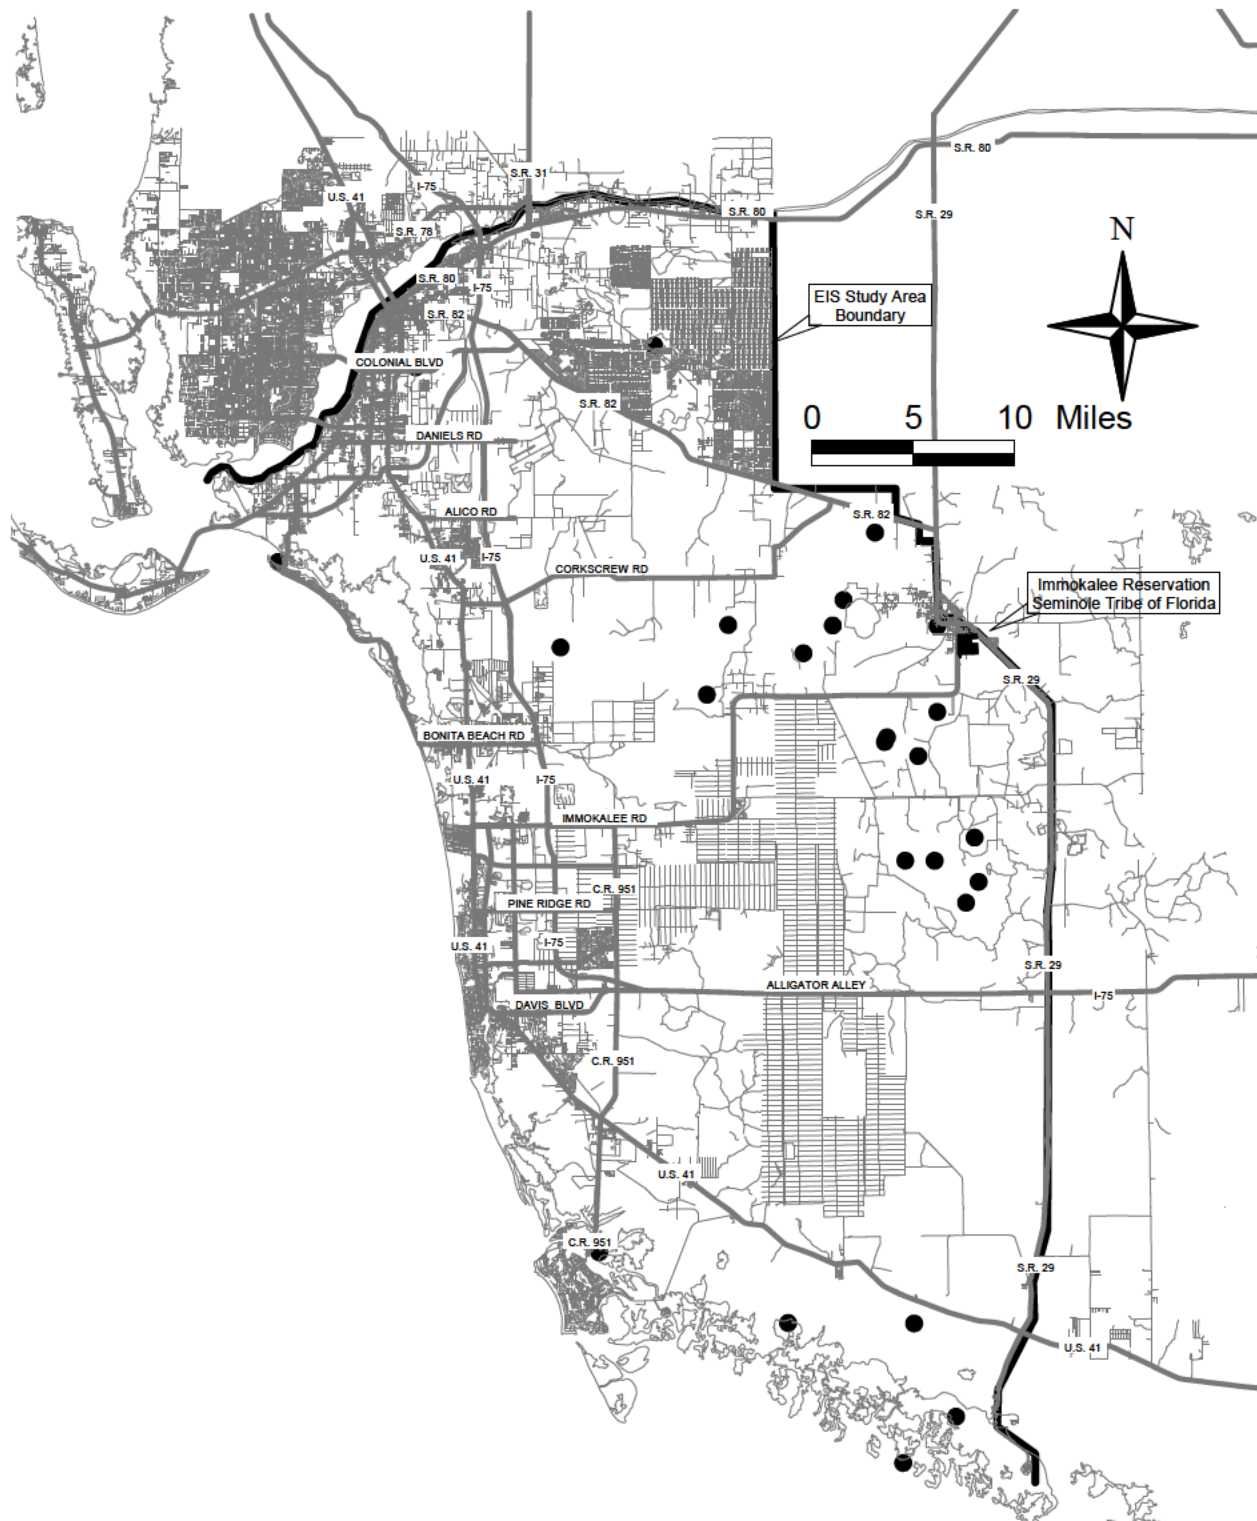 S.R. 80
S.R. 31
I-75
U.S. 41
S.R. 80
S.R. 29
S.R. 78
N
S.R. 80
I-75
EIS Study Area
Boundary
S.R. 82
COLONIAL BLVD
S.R. 82
0 5 10 Miles
DANIELS RD
ALICO RD
S.R. 82
U.S. 41
I-75
CORKSCREW RD
Immokalee Reservation
Seminole Tribe of Florida
S.R. 29
BONITA BEACH RD
U.S. 41
I-75
IMMOKALEE RD
C.R. 951
PINE RIDGE RD
U.S. 41
I-75
S.R. 29
ALLIGATOR ALLEY
I-75
DAVIS BLVD
C.R. 951
U.S. 41
C.R. 951
S.R. 29
U.S. 41